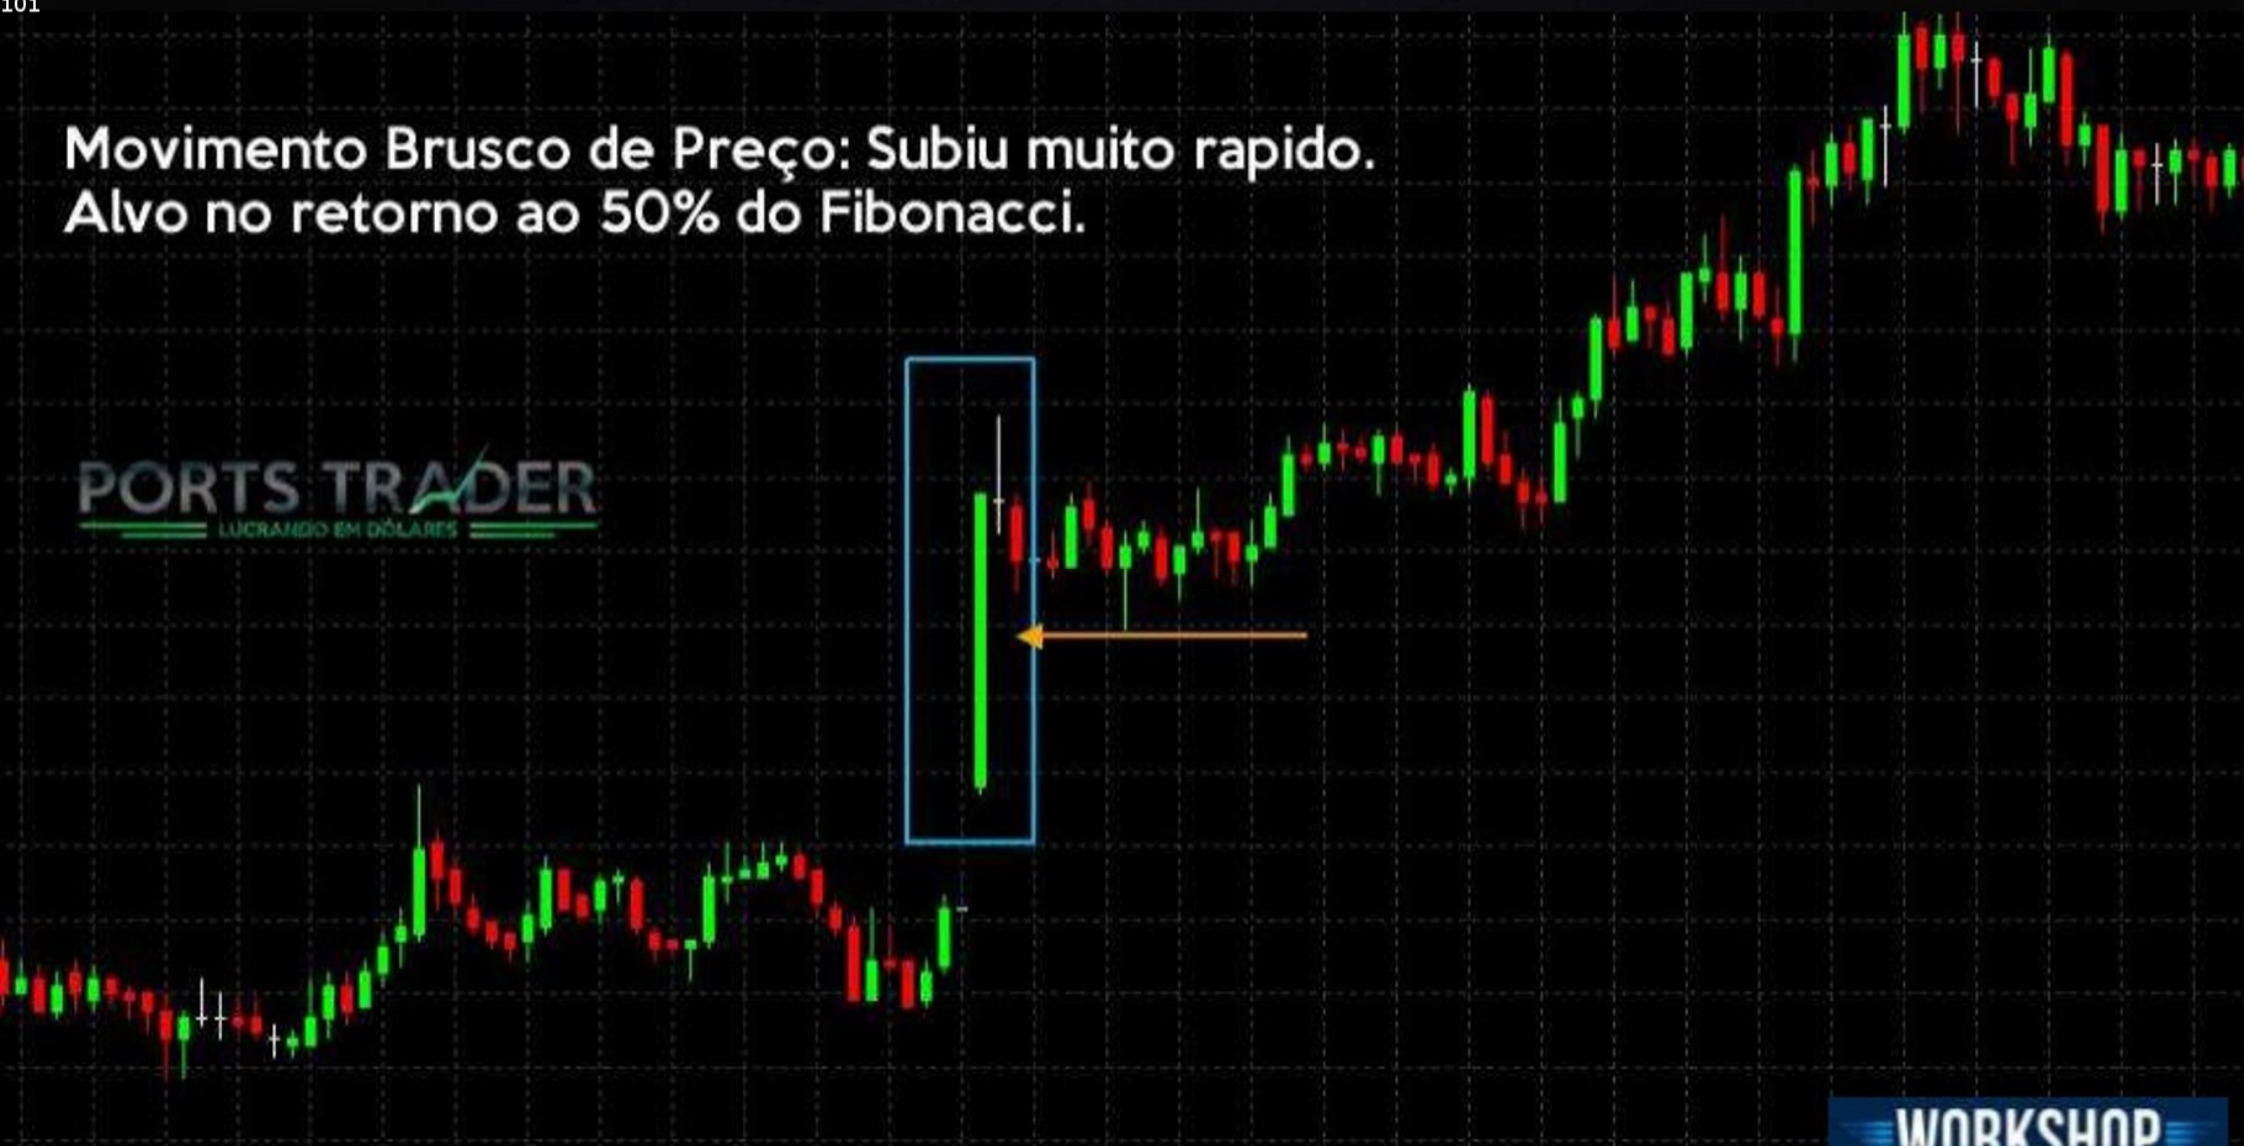 101
Movimento Brusco de Preço: Subiu muito rapido.
Alvo no retorno ao 50% do Fibonacci.
PORTS TRADER
LUCRANDO EM DÓLARES
WORKSHOP